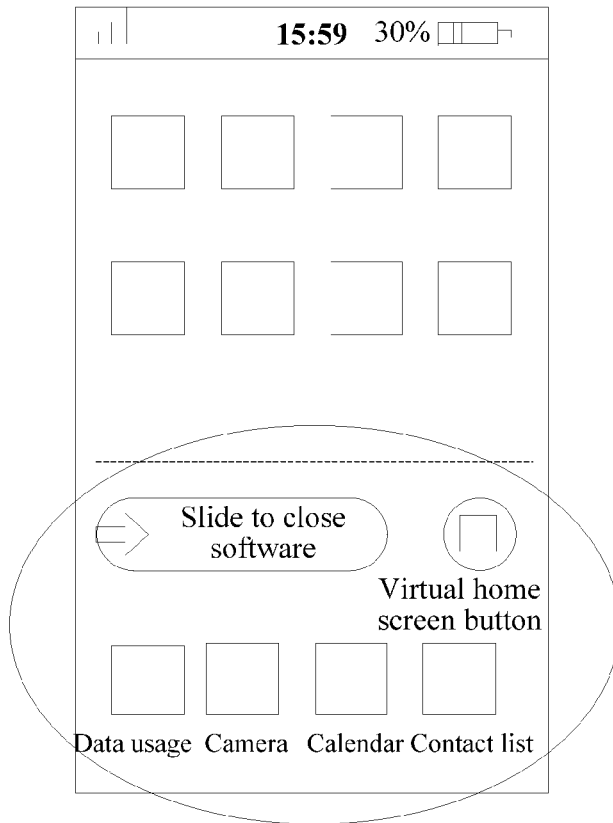 15:59 30%
Slide to close
software
Virtual home
screen button
Data usage Camera Calendar Contact list